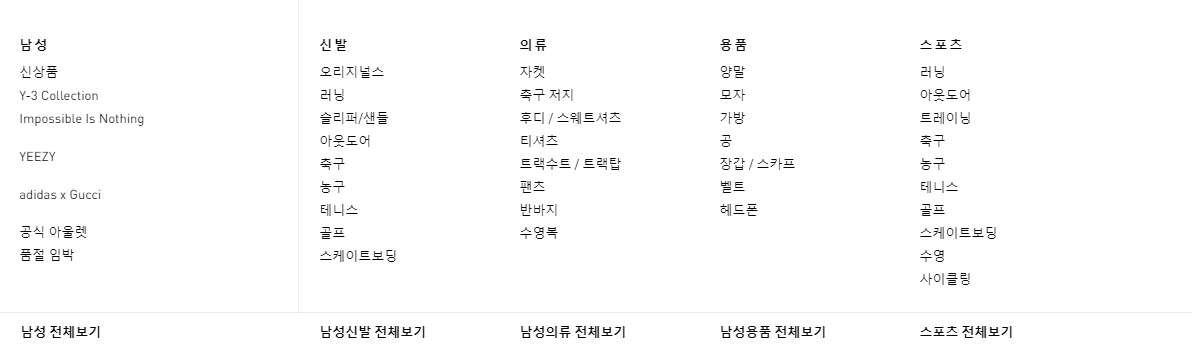 남성
신상품
Y-3 Collection
Impossible Is Nothing
YEEZY
adidas x Gucci
공식 아울렛
품절 임박
남성 전체보기
신발
오리지널스
러닝
슬리퍼/샌들
아웃도어
축구
농구
테니스
골프
스케이트보딩
남성신발 전체보기
의류
자켓
축구 저지
후디 / 스웨트셔츠
티셔츠
트랙수트 / 트랙탑
팬츠
반바지
수영복
남성의류 전체보기
용품
양말
모자
가방
공
장갑 / 스카프
벨트
헤드폰
남성용품 전체보기
스포츠
러닝
아웃도어
트레이닝
축구
농구
테니스
골프
스케이트보딩
수영
사이클링
스포츠 전체보기